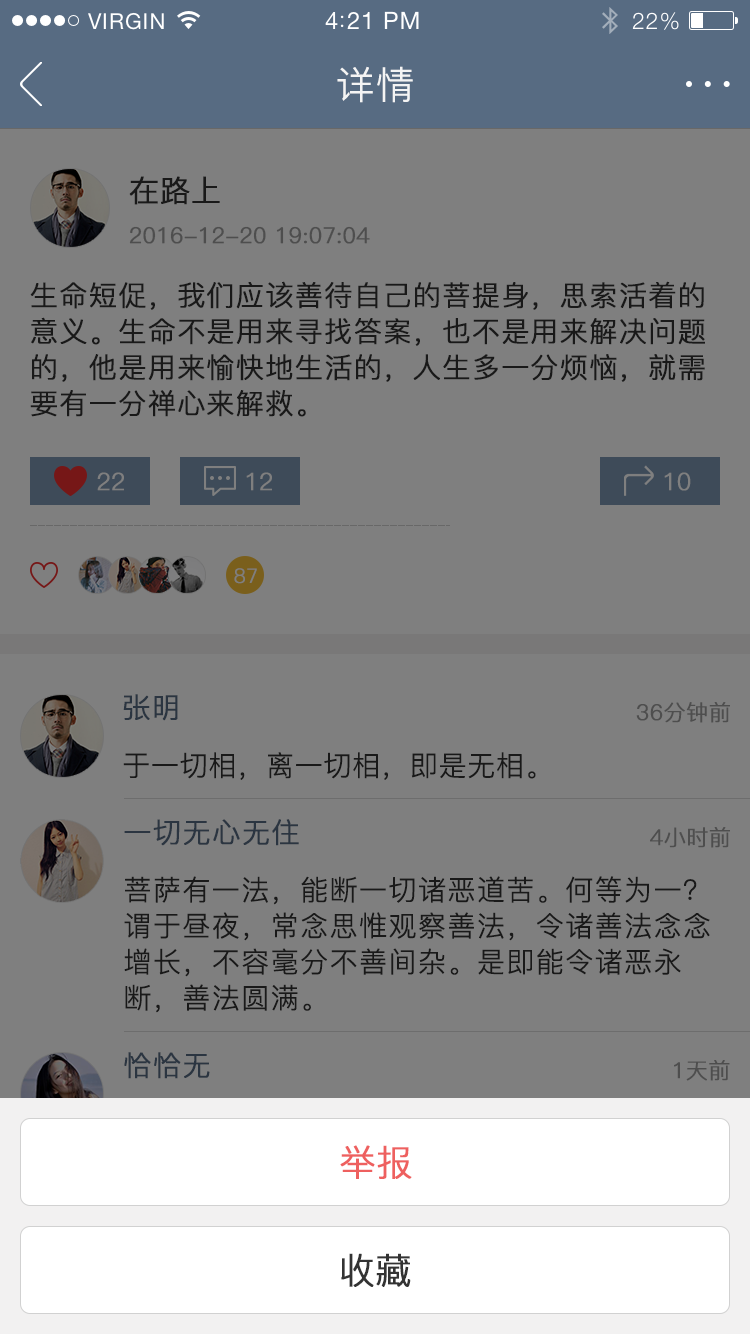 VIRGIN 4:21 PM 22%
详情
在路上
2016-12-20 19:07:04
生命短促，我们应该善待自己的菩提身，思索活着的
意义。生命不是用来寻找答案，也不是用来解决问题
的，他是用来愉快地生活的，人生多一分烦恼，就需
要有一分禅心来解救。
22 12 10
87
张明 36分钟前
于一切相，离一切相，即是无相。
一切无心无住 4小时前
菩萨有一法，能断一切诸恶道苦。何等为一?
谓于昼夜，常念思惟观察善法，令诸善法念念
增长，不容毫分不善间杂。是即能令诸恶永
断，善法圆满。
恰恰无 1天前
举报
收藏